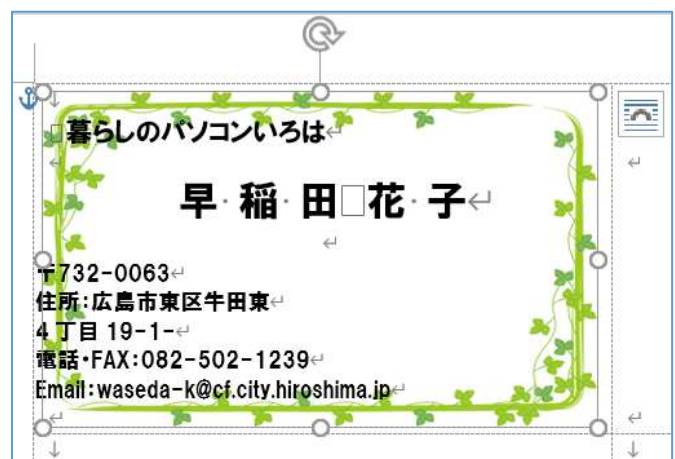 暮らしのパソコンいろは
早 稲 田 花 子
〒732-0063
住所:広島市東区牛田東
4丁目 19-1-
電話・FAX:082-502-1239
Email:waseda-k@cf.city.hiroshima.jp